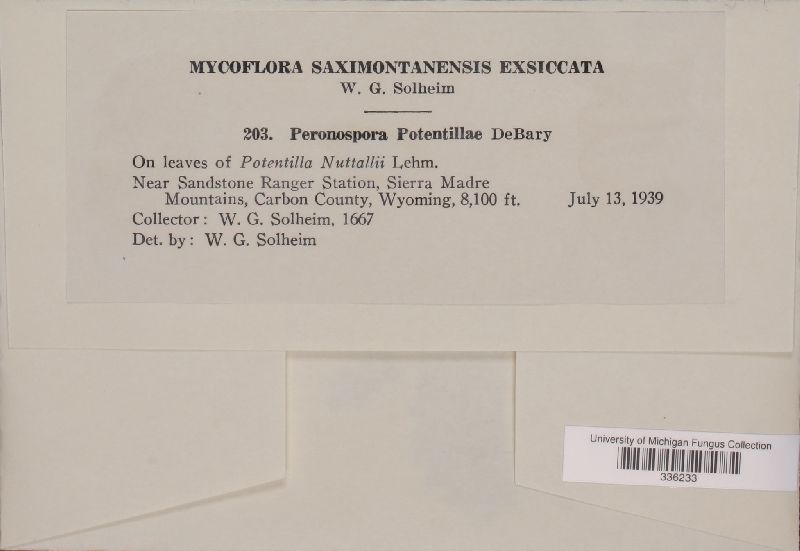 MYCOFLORA SAXIMONTANENSIS EXSICCATA
W. G. Solheim
203. Peronospora Potentillae DeBary
On leaves of Potentilla Nuttallii Lehm.
Near Sandstone Ranger Station, Sierra Madre
Mountains, Carbon County, Wyoming, 8,100 ft. July 13, 1939
Collector: W. G. Solheim, 1667
Det. by: W. G. Solheim
University of Michigan Fungus Collection
336233